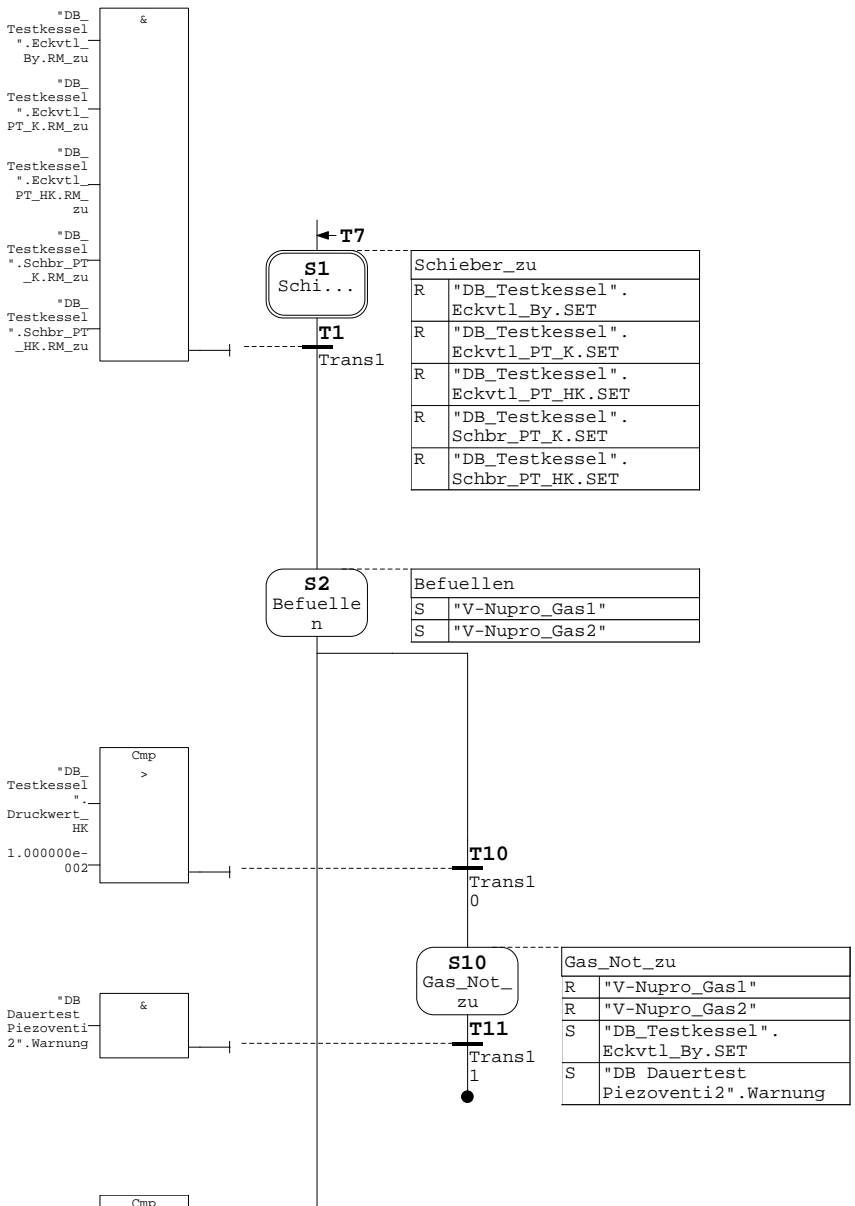 "DB_
Testkessel
".Eckvtl_
By.RM_zu
&
"DB_
Testkessel
".Eckvtl_
PT_K.RM_zu
"DB_
Testkessel
".Eckvtl_
PT_HK.RM_
zu
"DB_
Testkessel
".Schbr_PT
_K.RM_zu
"DB_
Testkessel
".Schbr_PT
_HK.RM_zu
T7
S1
Schi...
T1
Trans1
Schieber_zu
R "DB_Testkessel".
Eckvtl_By.SET
R "DB_Testkessel".
Eckvtl_PT_K.SET
R "DB_Testkessel".
Eckvtl_PT_HK.SET
R "DB_Testkessel".
Schbr_PT_K.SET
R "DB_Testkessel".
Schbr_PT_HK.SET
S2
Befuelle
n
Befuellen
S "V-Nupro_Gas1"
S "V-Nupro_Gas2"
"DB_
Testkessel
".
Druckwert_
HK
1.000000e-
002
Cmp
>
T10
Trans1
0
S10
Gas_Not_
zu
Gas_Not_zu
R "V-Nupro_Gas1"
R "V-Nupro_Gas2"
S "DB_Testkessel".
Eckvtl_By.SET
S "DB Dauertest
Piezoventi2".Warnung
"DB
Dauertest
Piezoventi
2".Warnung
&
T11
Trans1
1
Cmp